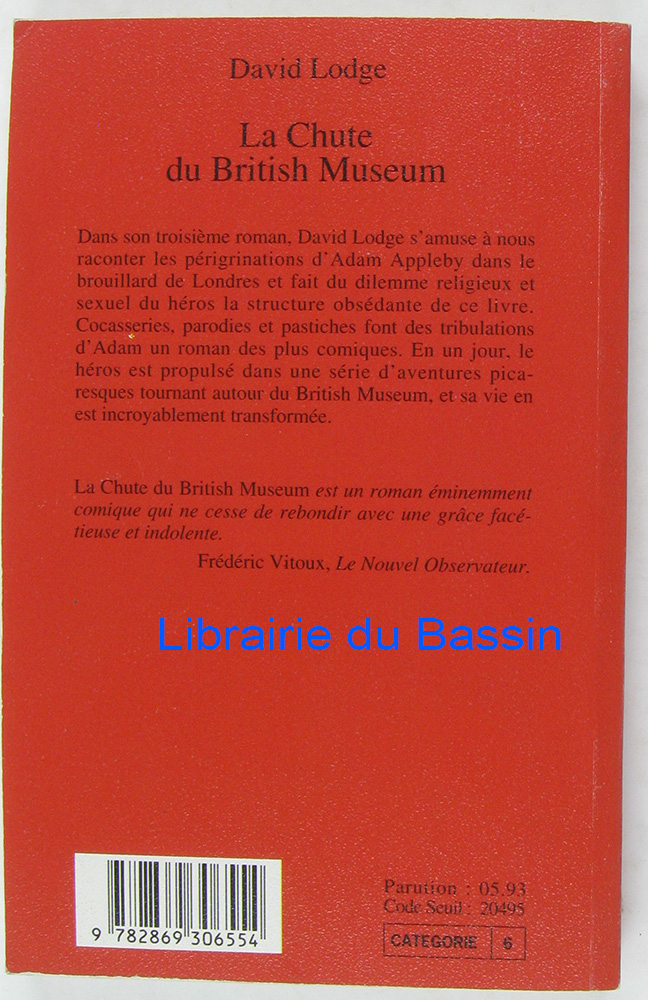 David Lodge
La Chute
du British Museum
Dans son troisième roman, David Lodge s'amuse à nous
raconter les périgrinations d'Adam Appleby dans le
brouillard de Londres et fait du dilemme religieux et
sexuel du héros la structure obsédante de ce livre.
Cocasseries, parodies et pastiches font des tribulations
d'Adam un roman des plus comiques. En un jour, le
héros est propulsé dans une série d'aventures pica-
resques tournant autour du British Museum, et sa vie en
est incroyablement transformée.
La Chute du British Museum est un roman éminemment
comique qui ne cesse de rebondir avec une grâce facé-
tieuse et indolente.
Frédéric Vitoux, Le Nouvel Observateur.
Librairie du Bassin
9 782869 306554
Parution : 05.93
Code Seuil : 20495
CATEGORIE 6